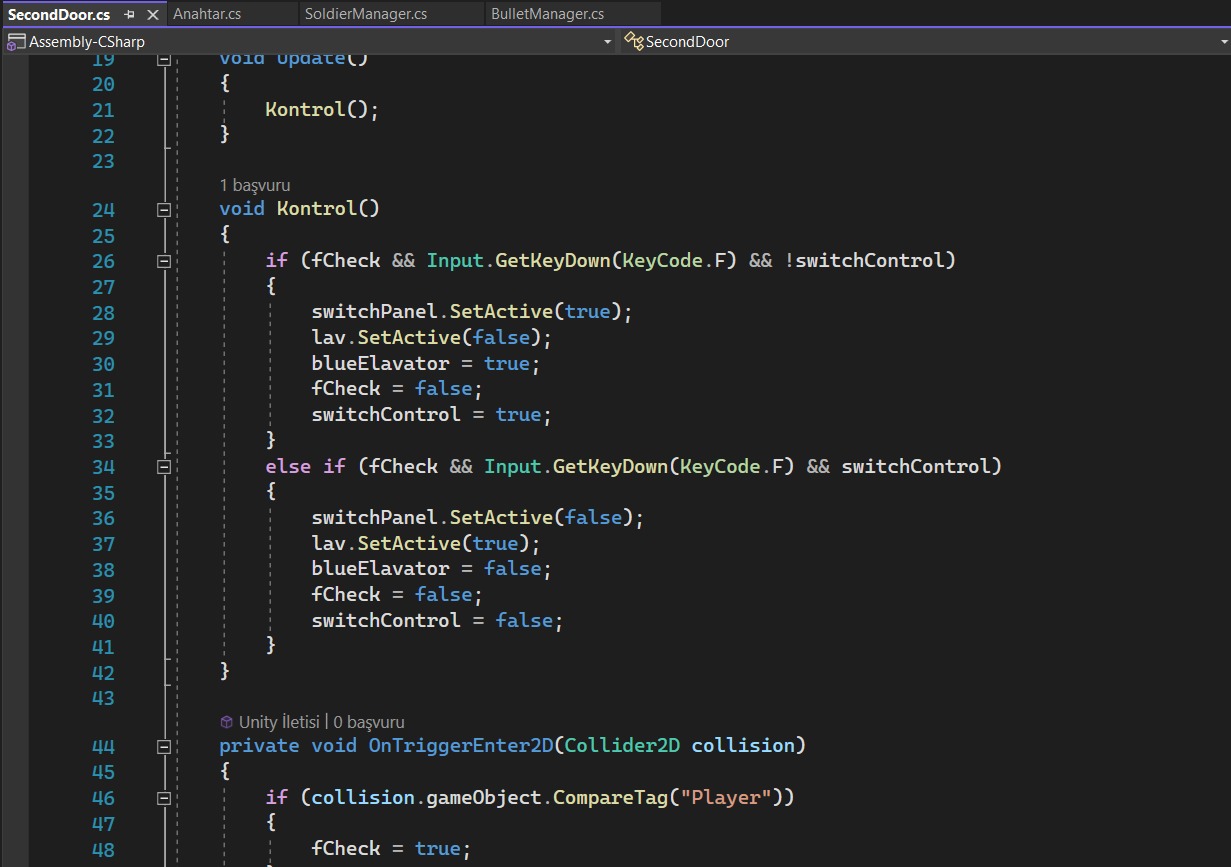 SecondDoor.cs Anahtar.cs SoldierManager.cs BulletManager.cs
Assembly-CSharp SecondDoor
19 void Update()
20 {
21 Kontrol();
22 }
23
1 başvuru
24 void Kontrol()
25 {
26 if (fCheck && Input.GetKeyDown(KeyCode.F) && !switchControl)
27 {
28 switchPanel.SetActive(true);
29 lav.SetActive(false);
30 blueElavator = true;
31 fCheck = false;
32 switchControl = true;
33 }
34 else if (fCheck && Input.GetKeyDown(KeyCode.F) && switchControl)
35 {
36 switchPanel.SetActive(false);
37 lav.SetActive(true);
38 blueElavator = false;
39 fCheck = false;
40 switchControl = false;
41 }
42 }
43
Unity İletisi | 0 başvuru
44 private void OnTriggerEnter2D(Collider2D collision)
45 {
46 if (collision.gameObject.CompareTag("Player"))
47 {
48 fCheck = true;